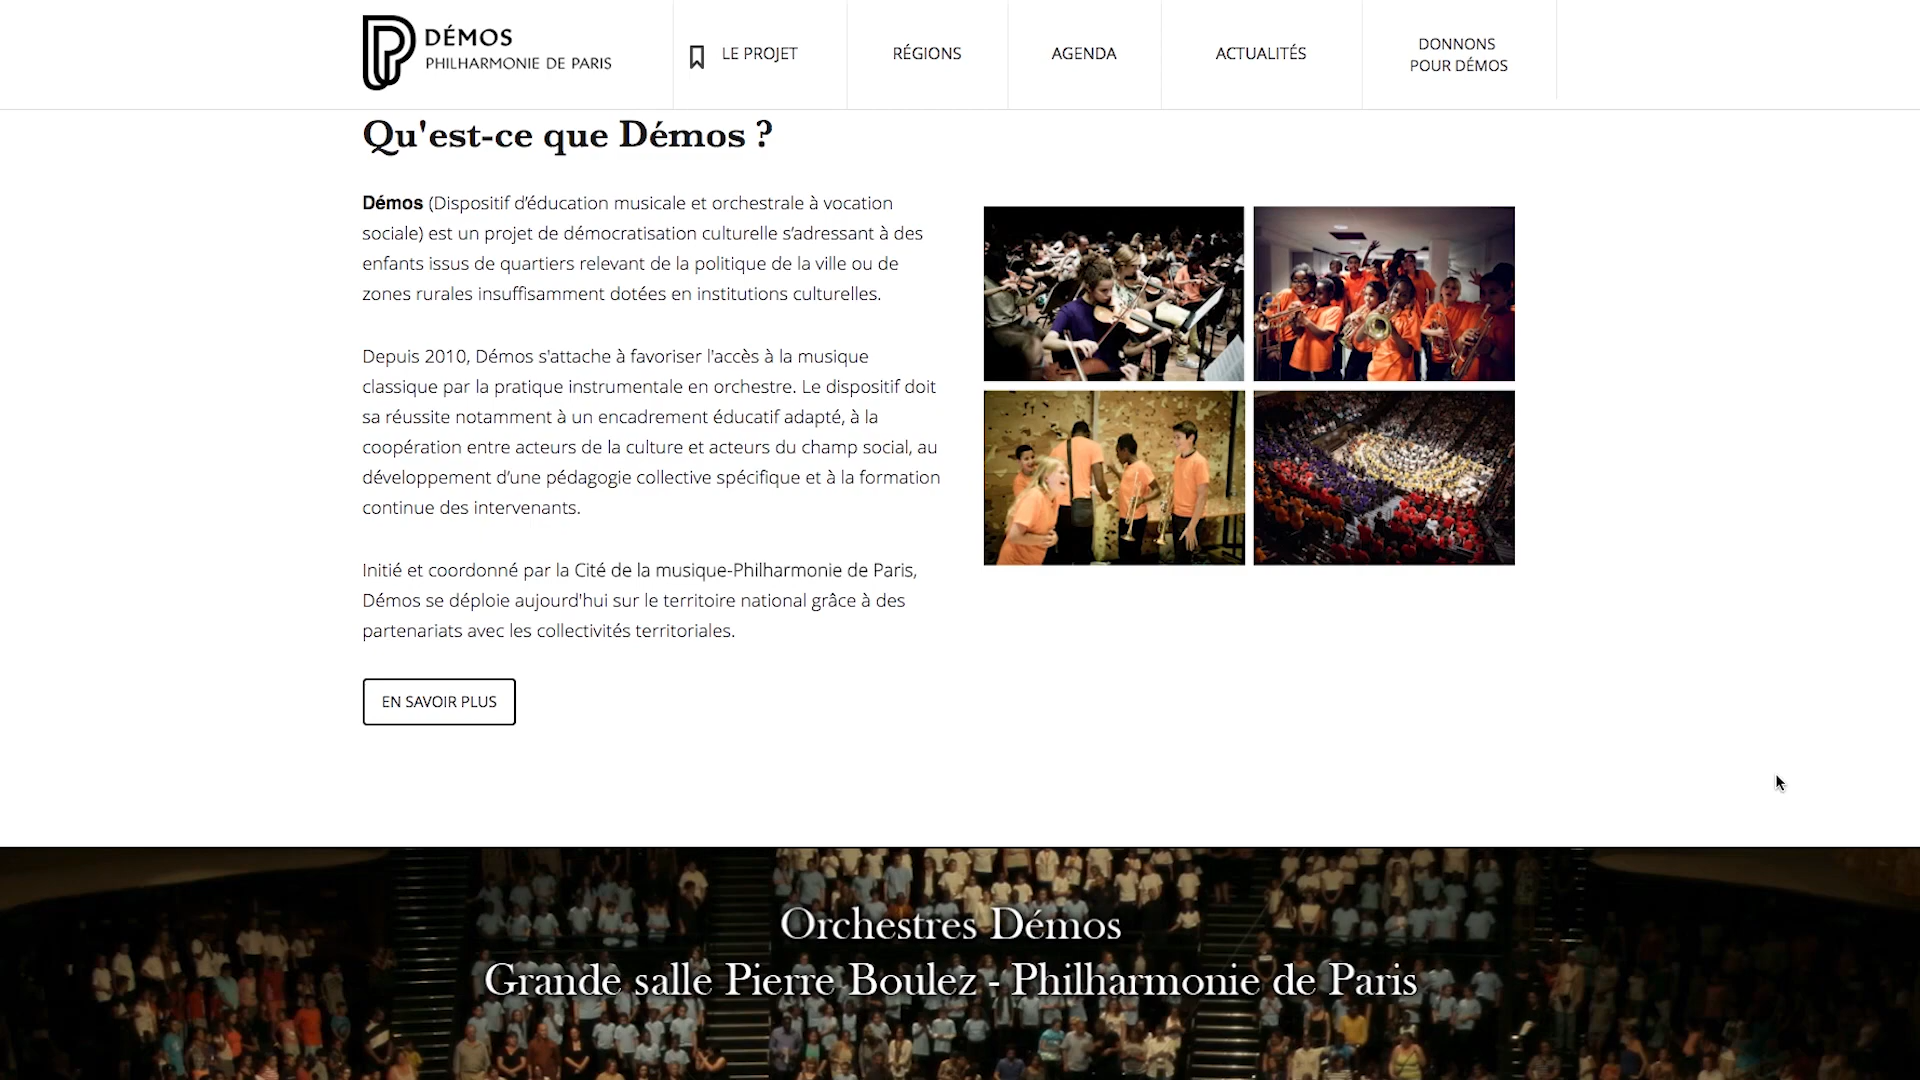 DÉMOS
PHILHARMONIE DE PARIS
LE PROJET
RÉGIONS
AGENDA
ACTUALITÉS
DONNONS
POUR DÉMOS
Qu'est-ce que Démos ?
Démos (Dispositif d’éducation musicale et orchestrale à vocation
sociale) est un projet de démocratisation culturelle s’adressant à des
enfants issus de quartiers relevant de la politique de la ville ou de
zones rurales insuffisamment dotées en institutions culturelles.
Depuis 2010, Démos s'attache à favoriser l'accès à la musique
classique par la pratique instrumentale en orchestre. Le dispositif doit
sa réussite notamment à un encadrement éducatif adapté, à la
coopération entre acteurs de la culture et acteurs du champ social, au
développement d’une pédagogie collective spécifique et à la formation
continue des intervenants.
Initié et coordonné par la Cité de la musique-Philharmonie de Paris,
Démos se déploie aujourd'hui sur le territoire national grâce à des
partenariats avec les collectivités territoriales.
EN SAVOIR PLUS
Orchestres Démos
Grande salle Pierre Boulez - Philharmonie de Paris